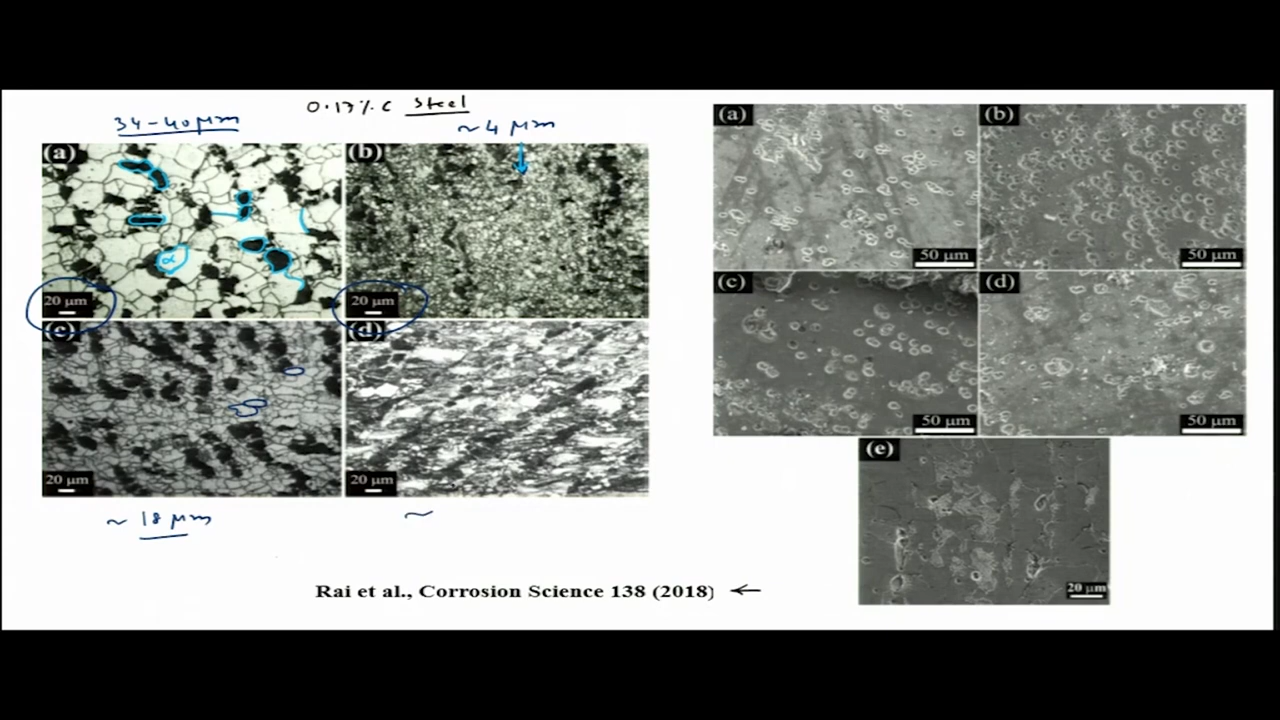 0.17% C Steel
34-40 μm
~ 4 μm
(a)
(b)
α
20 μm
20 μm
(c)
(d)
20 μm
20 μm
~ 18 μm
~
Rai et al., Corrosion Science 138 (2018) ←
(a)
(b)
50 μm
50 μm
(c)
(d)
50 μm
50 μm
(e)
20 μm